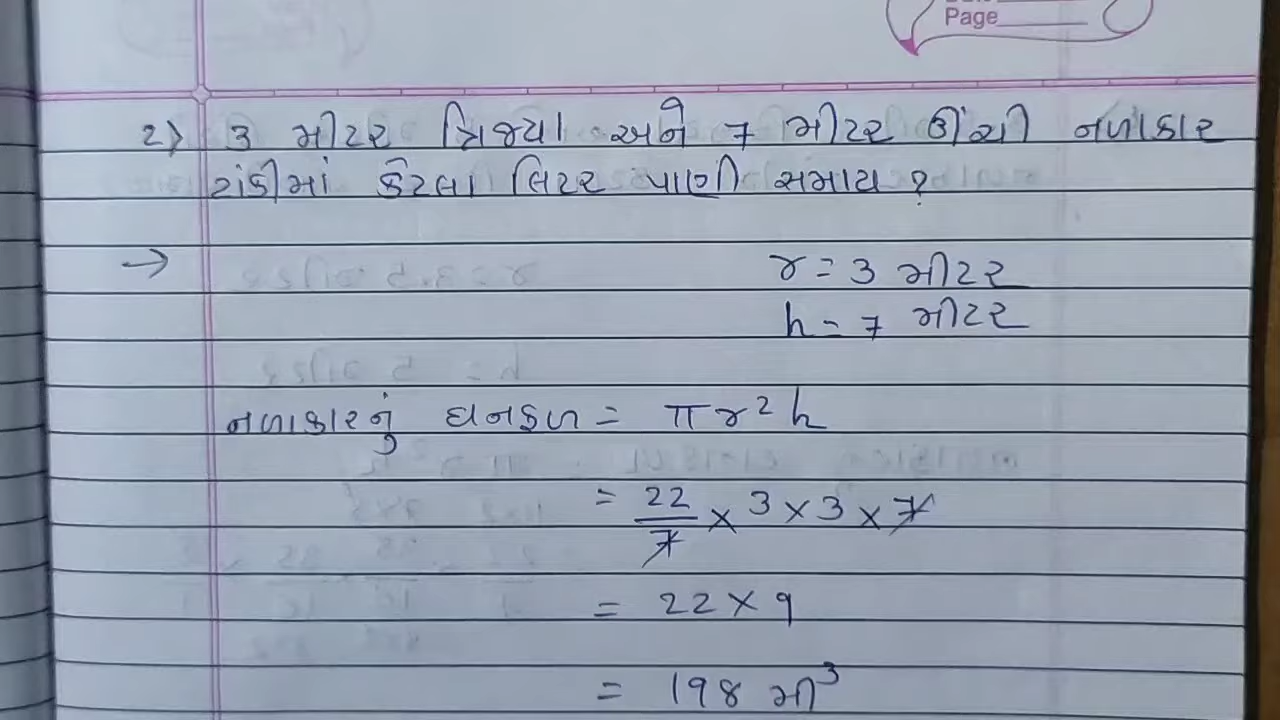 Page
2) 3 મીટર ત્રિજ્યા અને 7 મીટર ઊંચી નળાકાર
ટાંકીમાં કેટલા લિટર પાણી સમાય ?
→ r = 3 મીટર
h = 7 મીટર
નળાકારનું ઘનફળ = πr²h
= 22/7 × 3 × 3 × 7
= 22 × 9
= 198 મી³